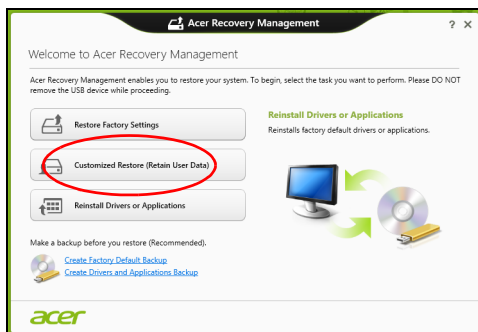 Acer Recovery Management
? X
Welcome to Acer Recovery Management
Acer Recovery Management enables you to restore your system. To begin, select the task you want to perform. Please DO NOT
remove the USB device while proceeding.
Restore Factory Settings
Customized Restore (Retain User Data)
Reinstall Drivers or Applications
Reinstall Drivers or Applications
Reinstalls factory default drivers or applications.
Make a backup before you restore (Recommended).
Create Factory Default Backup
Create Drivers and Applications Backup
acer